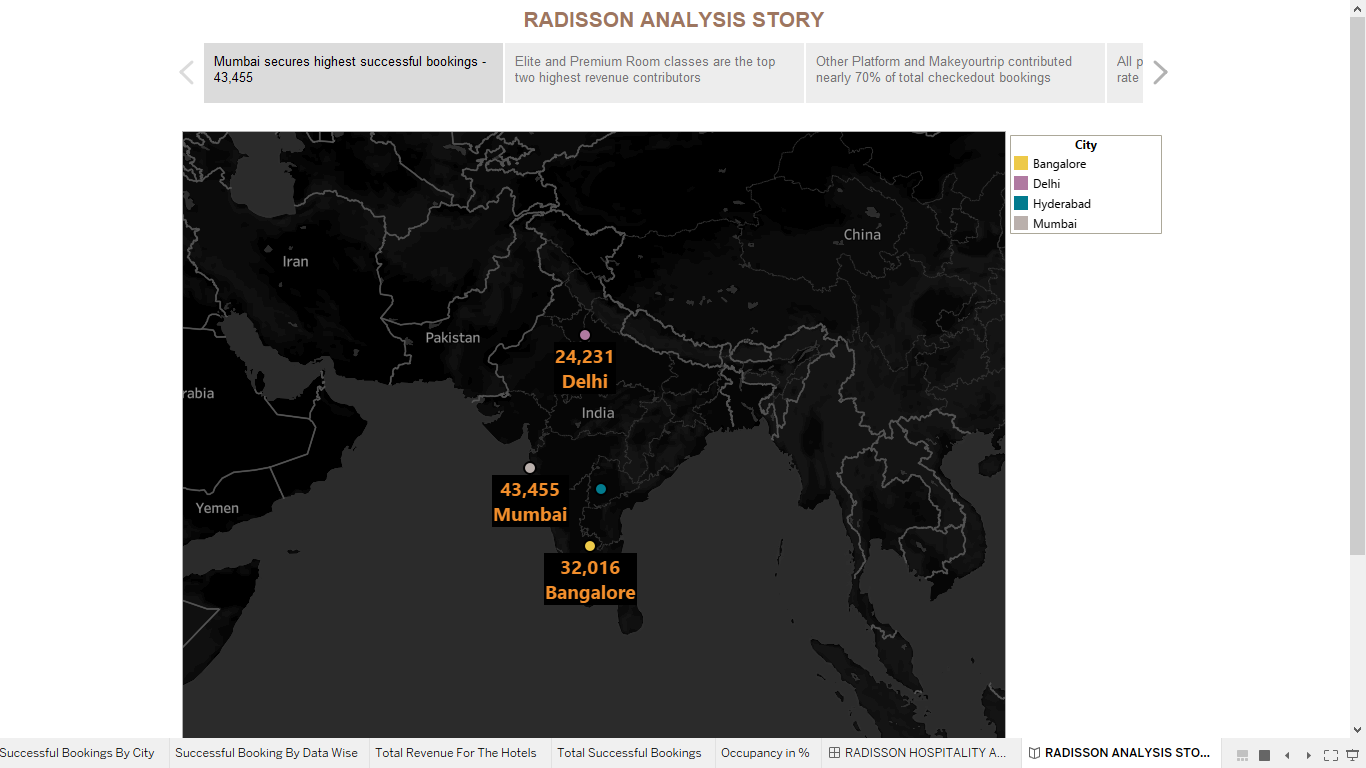 RADISSON ANALYSIS STORY
Mumbai secures highest successful bookings -
43,455
Elite and Premium Room classes are the top
two highest revenue contributors
Other Platform and Makeyourtrip contributed
nearly 70% of total checkedout bookings
All p
rate
City
Bangalore
Delhi
Hyderabad
Mumbai
China
Iran
Pakistan
24,231
Delhi
rabia
India
43,455
Mumbai
Yemen
32,016
Bangalore
Successful Bookings By City
Successful Booking By Data Wise
Total Revenue For The Hotels
Total Successful Bookings
Occupancy in %
RADISSON HOSPITALITY A...
RADISSON ANALYSIS STO...